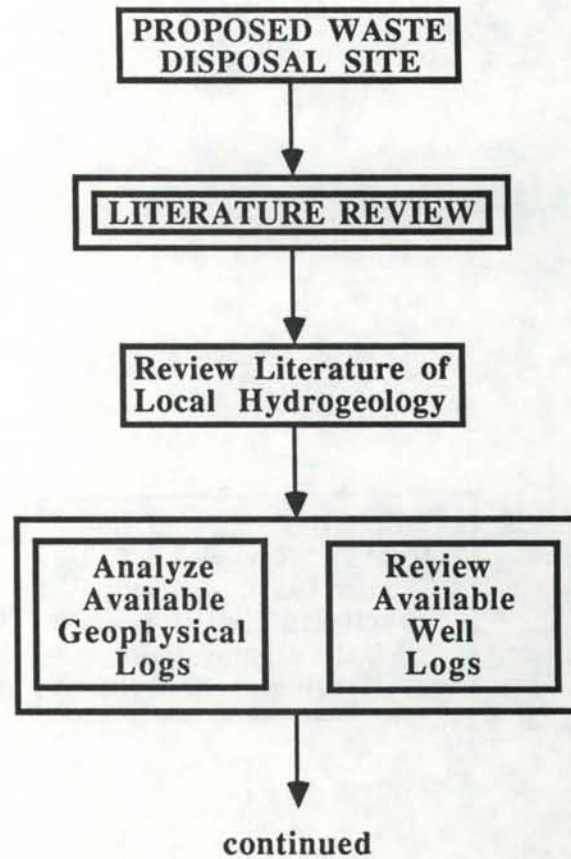 PROPOSED WASTE
DISPOSAL SITE
LITERATURE REVIEW
Review Literature of
Local Hydrogeology
Analyze
Available
Geophysical
Logs
Review
Available
Well
Logs
continued